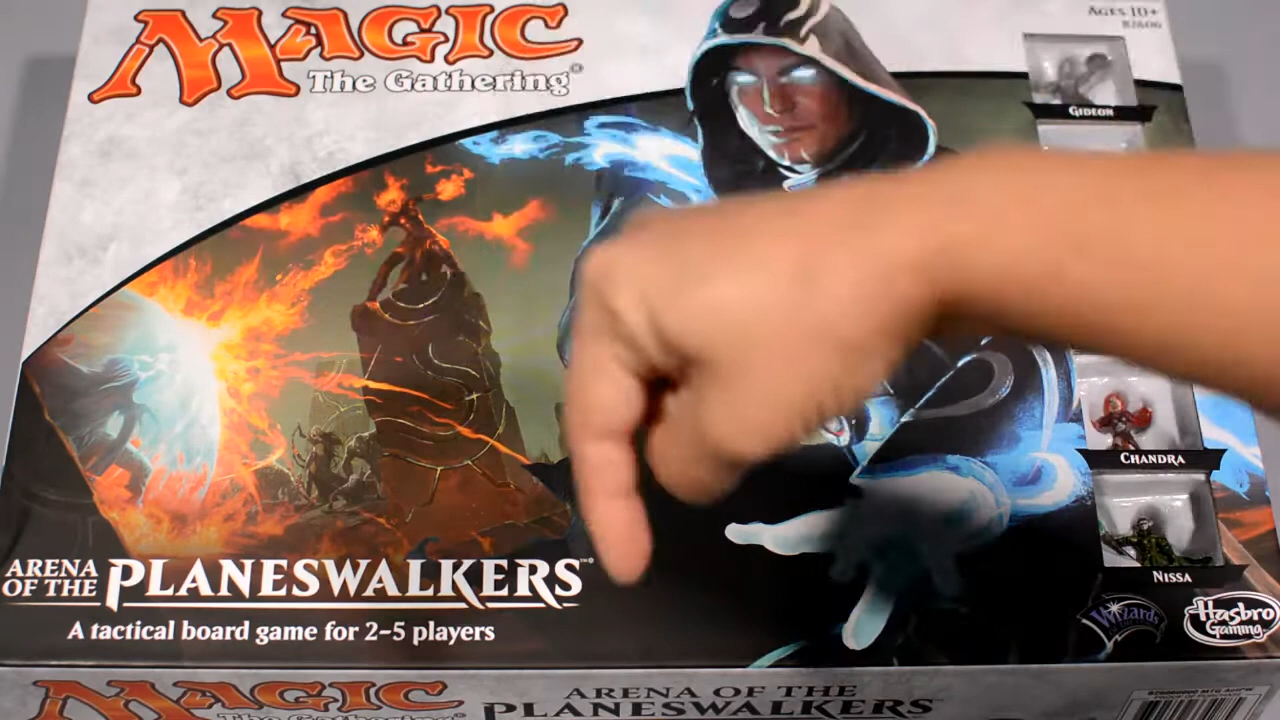 MAGIC
The Gathering®
AGES 10+
GIDEON
CHANDRA
NISSA
ARENA
OF THE
PLANESWALKERS™
A tactical board game for 2-5 players
Wizards
Hasbro
Gaming
MAGIC
The Gathering®
ARENA OF THE
PLANESWALKERS